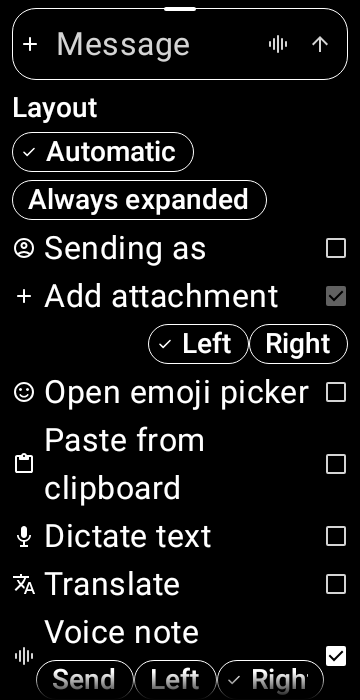 Message
Layout
Automatic
Always expanded
Sending as
Add attachment
Left Right
Open emoji picker
Paste from
clipboard
Dictate text
Translate
Voice note
Send Left Righ